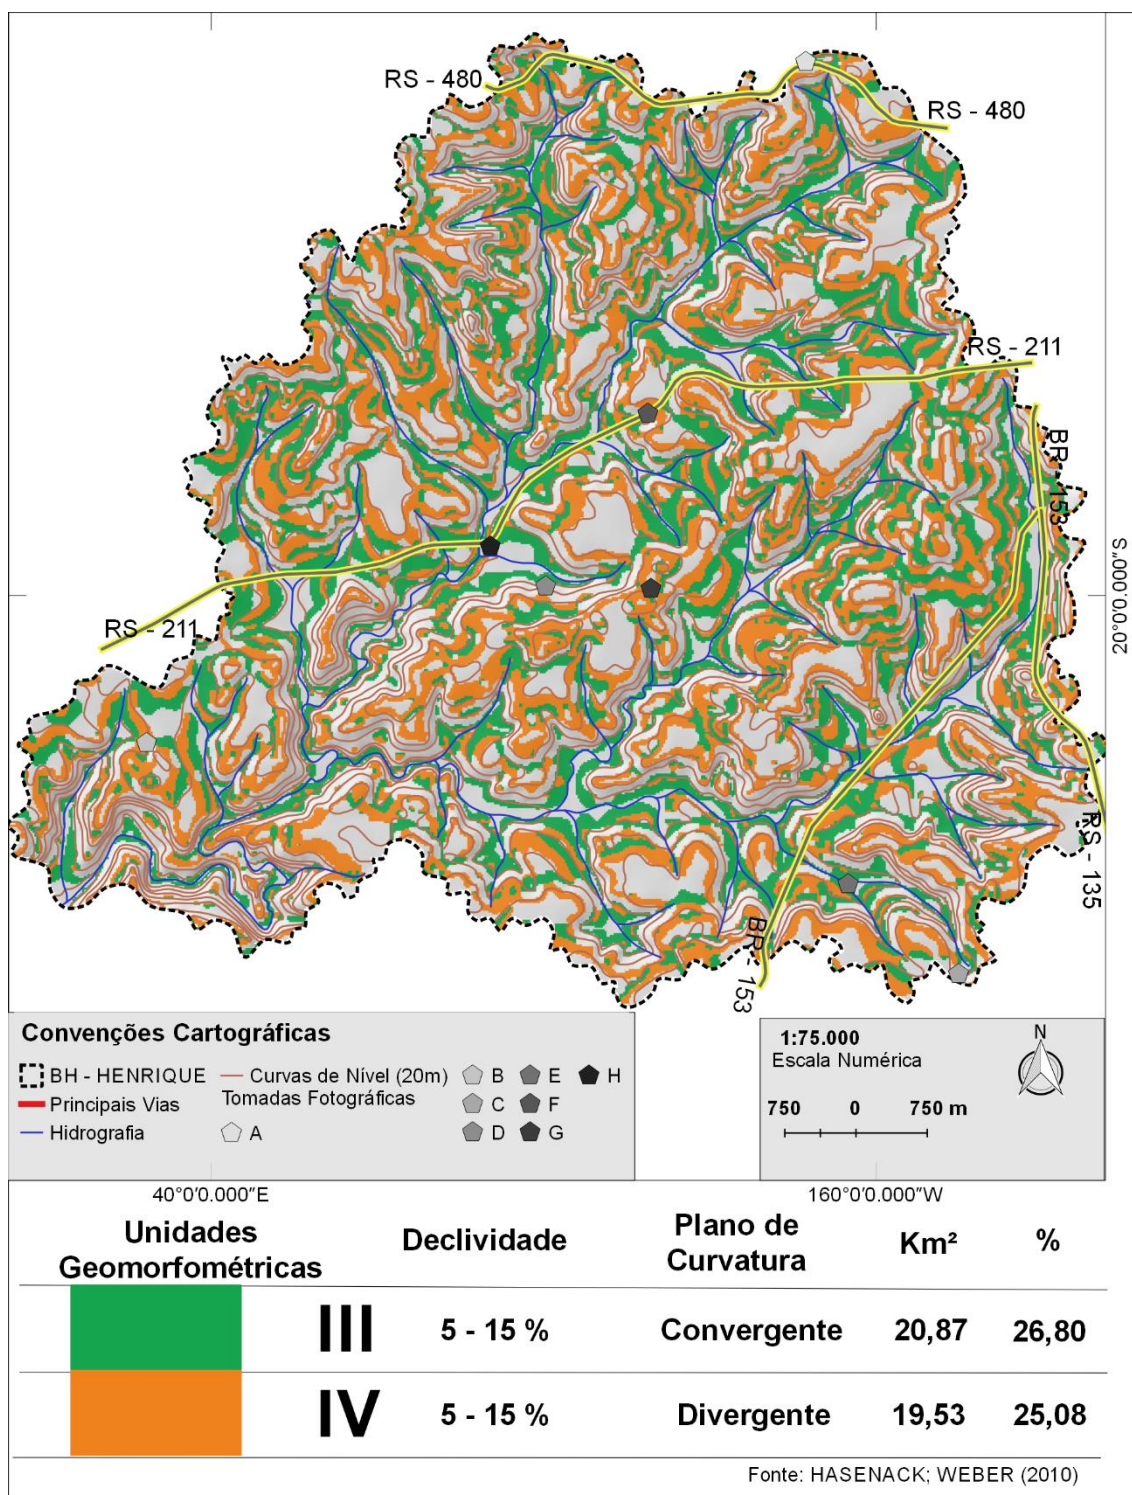 RS - 480
RS - 480
RS - 211
BR - 153
20°0'0.000"S
RS - 211
RS - 135
BR - 153
Convenções Cartográficas
BH - HENRIQUE
Curvas de Nível (20m)
B
E
H
Principais Vias
Tomadas Fotográficas
C
F
Hidrografia
A
D
G
1:75.000
Escala Numérica
N
750 0 750 m
40°0'0.000"E
160°0'0.000"W
Unidades Geomorfométricas
Declividade
Plano de Curvatura
Km²
%
III 5 - 15 % Convergente 20,87 26,80
IV 5 - 15 % Divergente 19,53 25,08
Fonte: HASENACK; WEBER (2010)